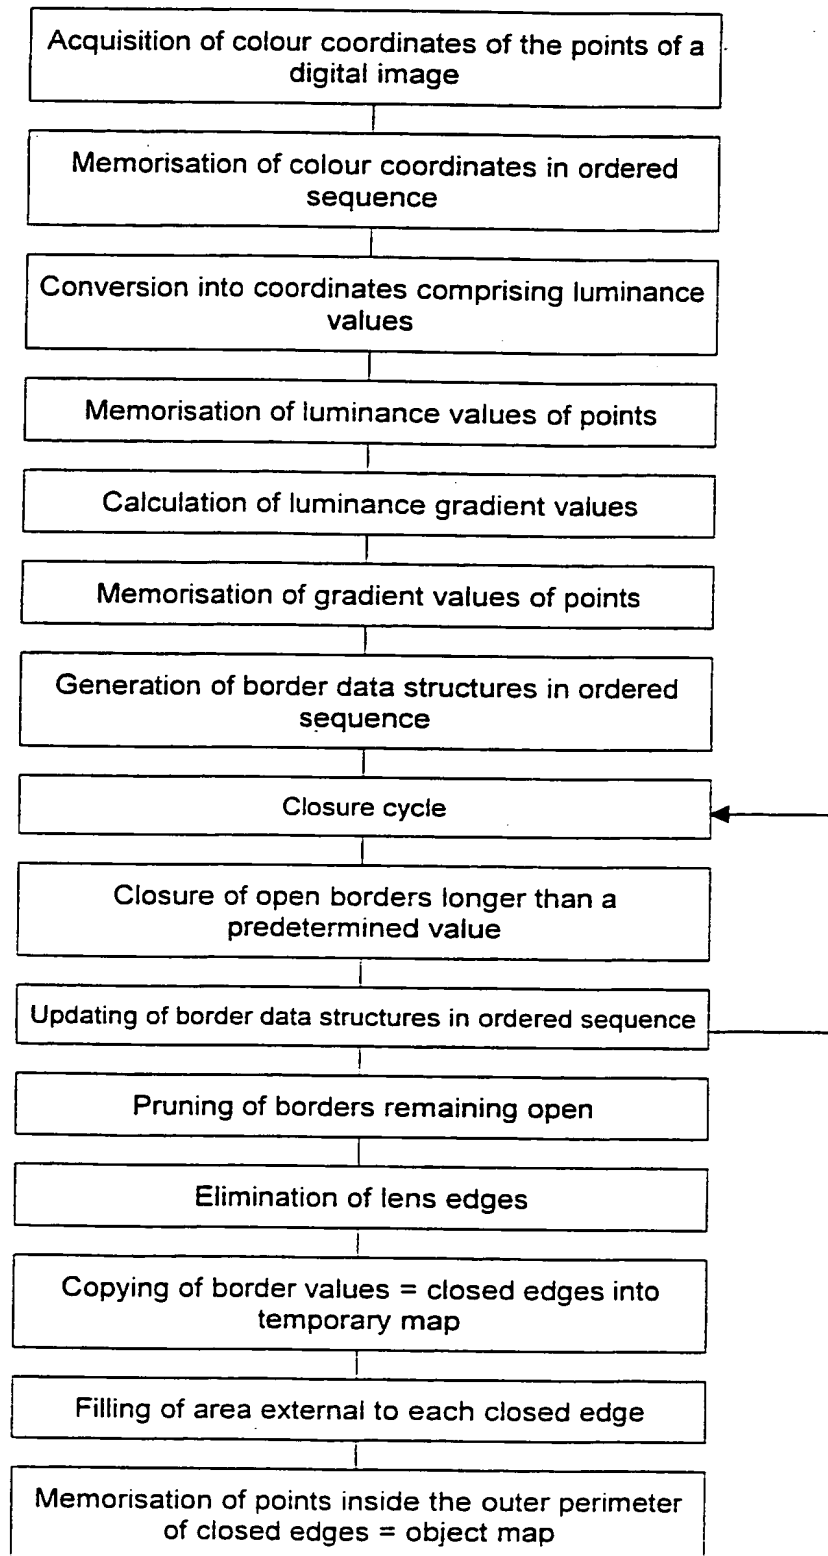 Acquisition of colour coordinates of the points of a
digital image
Memorisation of colour coordinates in ordered
sequence
Conversion into coordinates comprising luminance
values
Memorisation of luminance values of points
Calculation of luminance gradient values
Memorisation of gradient values of points
Generation of border data structures in ordered
sequence
Closure cycle
Closure of open borders longer than a
predetermined value
Updating of border data structures in ordered sequence
Pruning of borders remaining open
Elimination of lens edges
Copying of border values = closed edges into
temporary map
Filling of area external to each closed edge
Memorisation of points inside the outer perimeter
of closed edges = object map